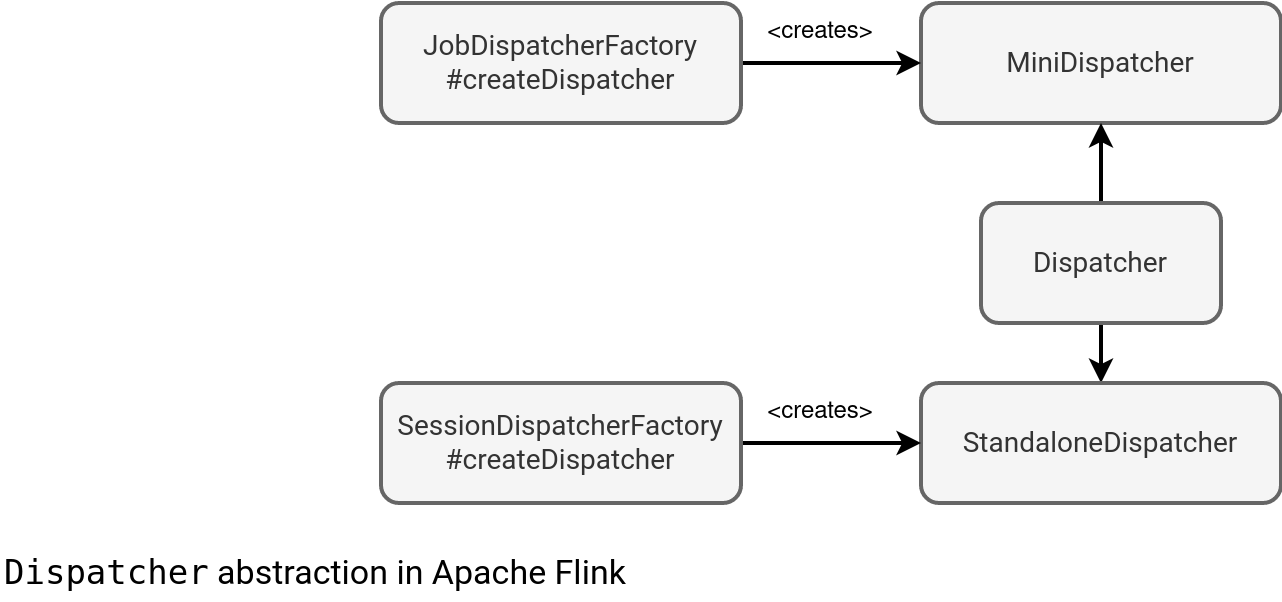 JobDispatcherFactory
#createDispatcher
<creates>
MiniDispatcher
Dispatcher
SessionDispatcherFactory
#createDispatcher
<creates>
StandaloneDispatcher
Dispatcher abstraction in Apache Flink